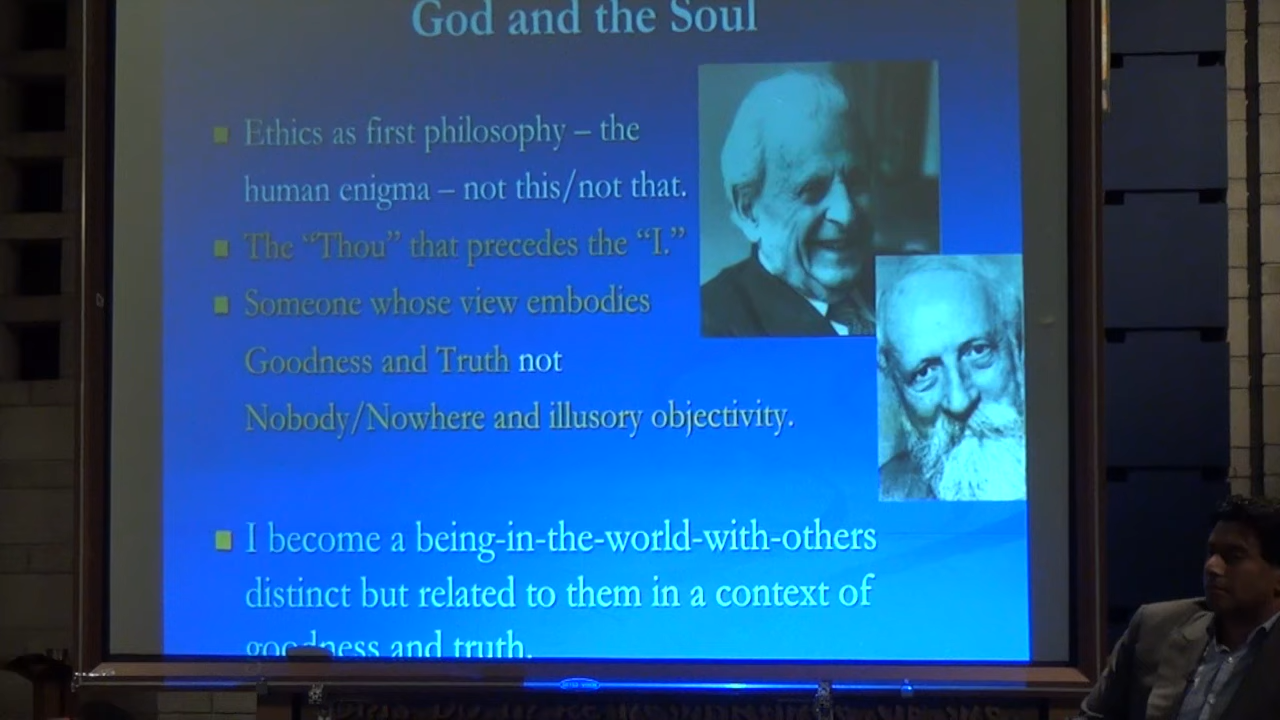 God and the Soul
Ethics as first philosophy – the
human enigma – not this/not that.
The “Thou” that precedes the “I.”
Someone whose view embodies
Goodness and Truth not
Nobody/Nowhere and illusory objectivity.
I become a being-in-the-world-with-others
distinct but related to them in a context of
goodness and truth.